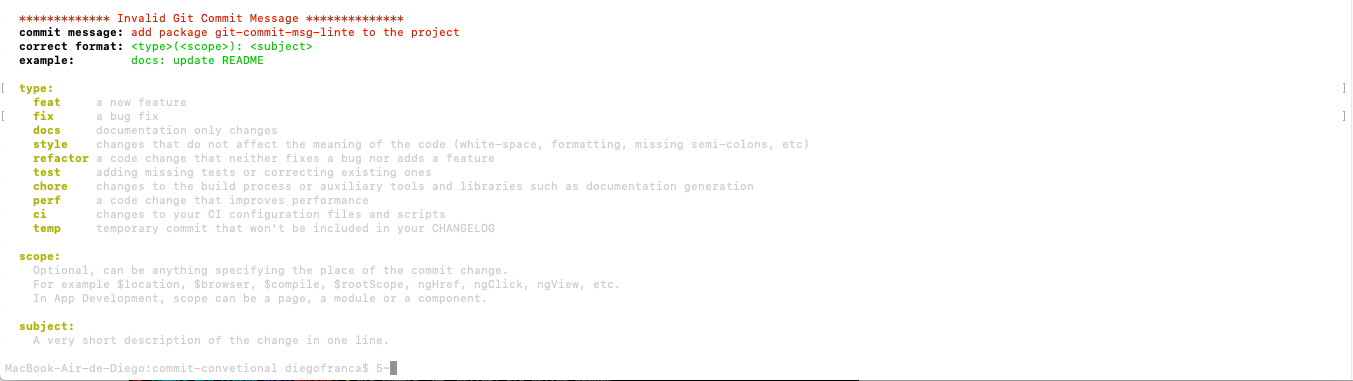 ************* Invalid Git Commit Message **************
commit message: add package git-commit-msg-linte to the project
correct format: <type>(<scope>): <subject>
example: docs: update README
[ type: ]
feat a new feature
[ fix a bug fix ]
docs documentation only changes
style changes that do not affect the meaning of the code (white-space, formatting, missing semi-colons, etc)
refactor a code change that neither fixes a bug nor adds a feature
test adding missing tests or correcting existing ones
chore changes to the build process or auxiliary tools and libraries such as documentation generation
perf a code change that improves performance
ci changes to your CI configuration files and scripts
temp temporary commit that won't be included in your CHANGELOG
scope:
Optional, can be anything specifying the place of the commit change.
For example $location, $browser, $compile, $rootScope, ngHref, ngClick, ngView, etc.
In App Development, scope can be a page, a module or a component.
subject:
A very short description of the change in one line.
MacBook-Air-de-Diego:commit-convetional diegofranca$ 5~